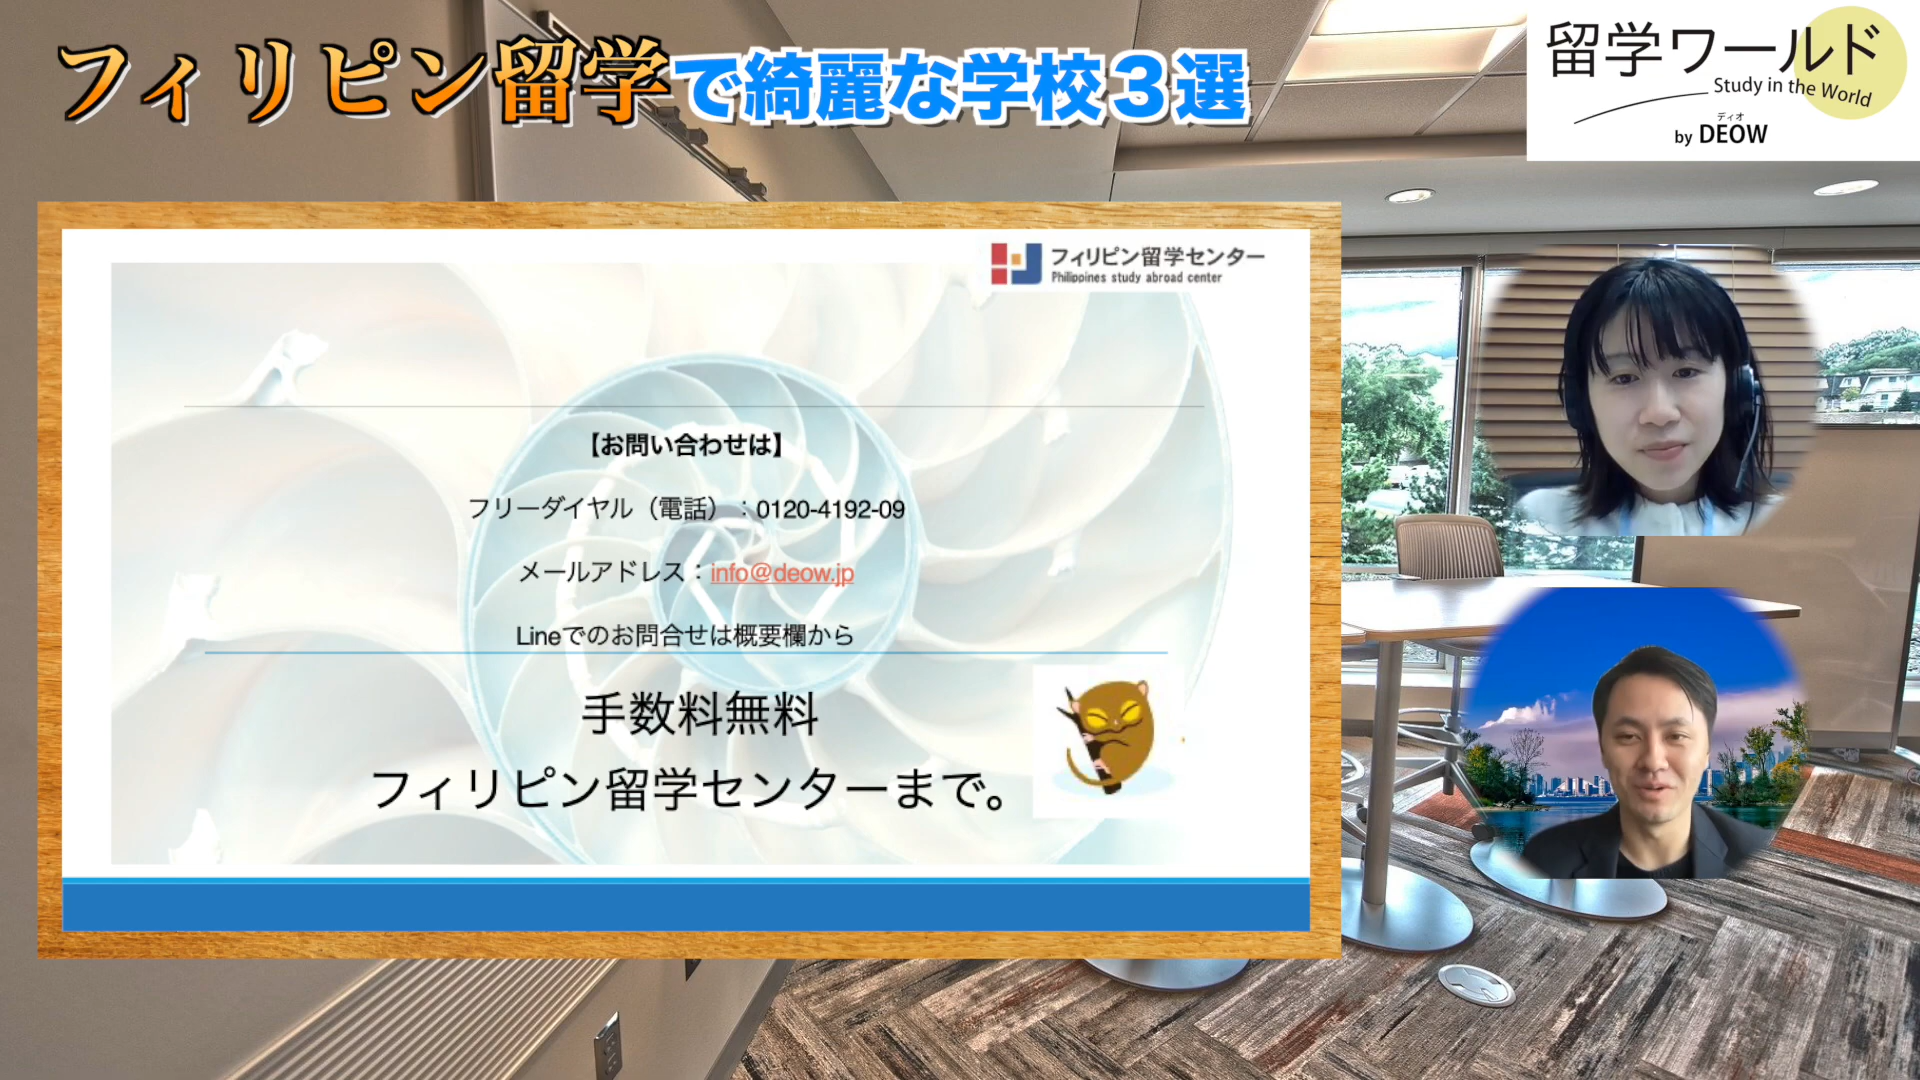 フィリピン留学で綺麗な学校３選
留学ワールド
Study in the World
ディオ
by DEOW
フィリピン留学センター
Philippines study abroad center
【お問い合わせは】
フリーダイヤル（電話）：0120-4192-09
メールアドレス：info@deow.jp
Lineでのお問合せは概要欄から
手数料無料
フィリピン留学センターまで。